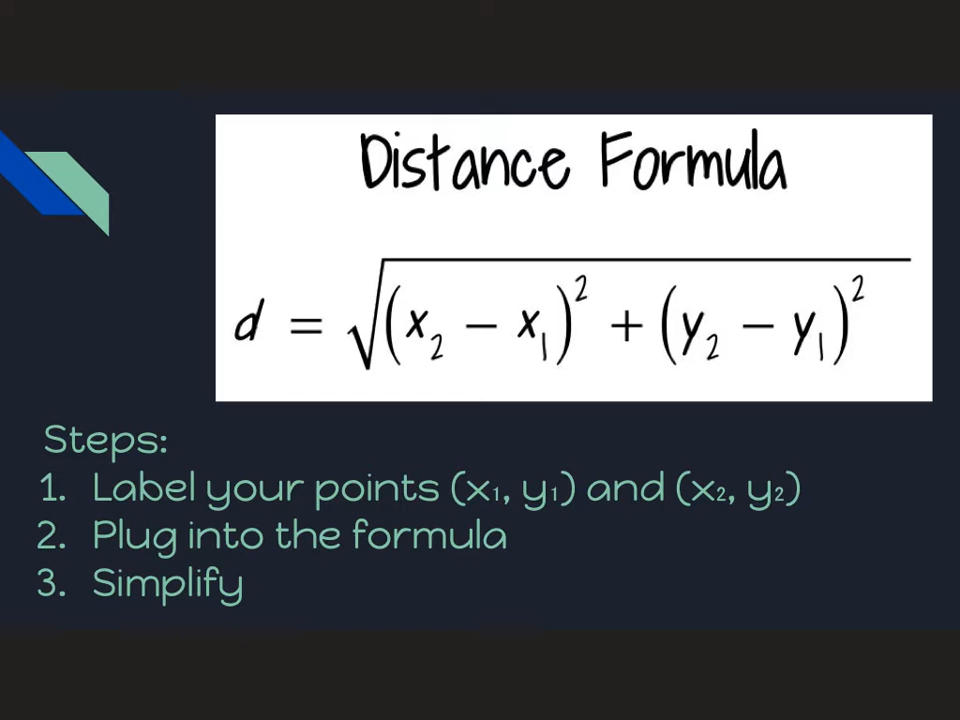 Distance Formula
d = √(x₂ − x₁)² + (y₂ − y₁)²
Steps:
1. Label your points (x₁, y₁) and (x₂, y₂)
2. Plug into the formula
3. Simplify